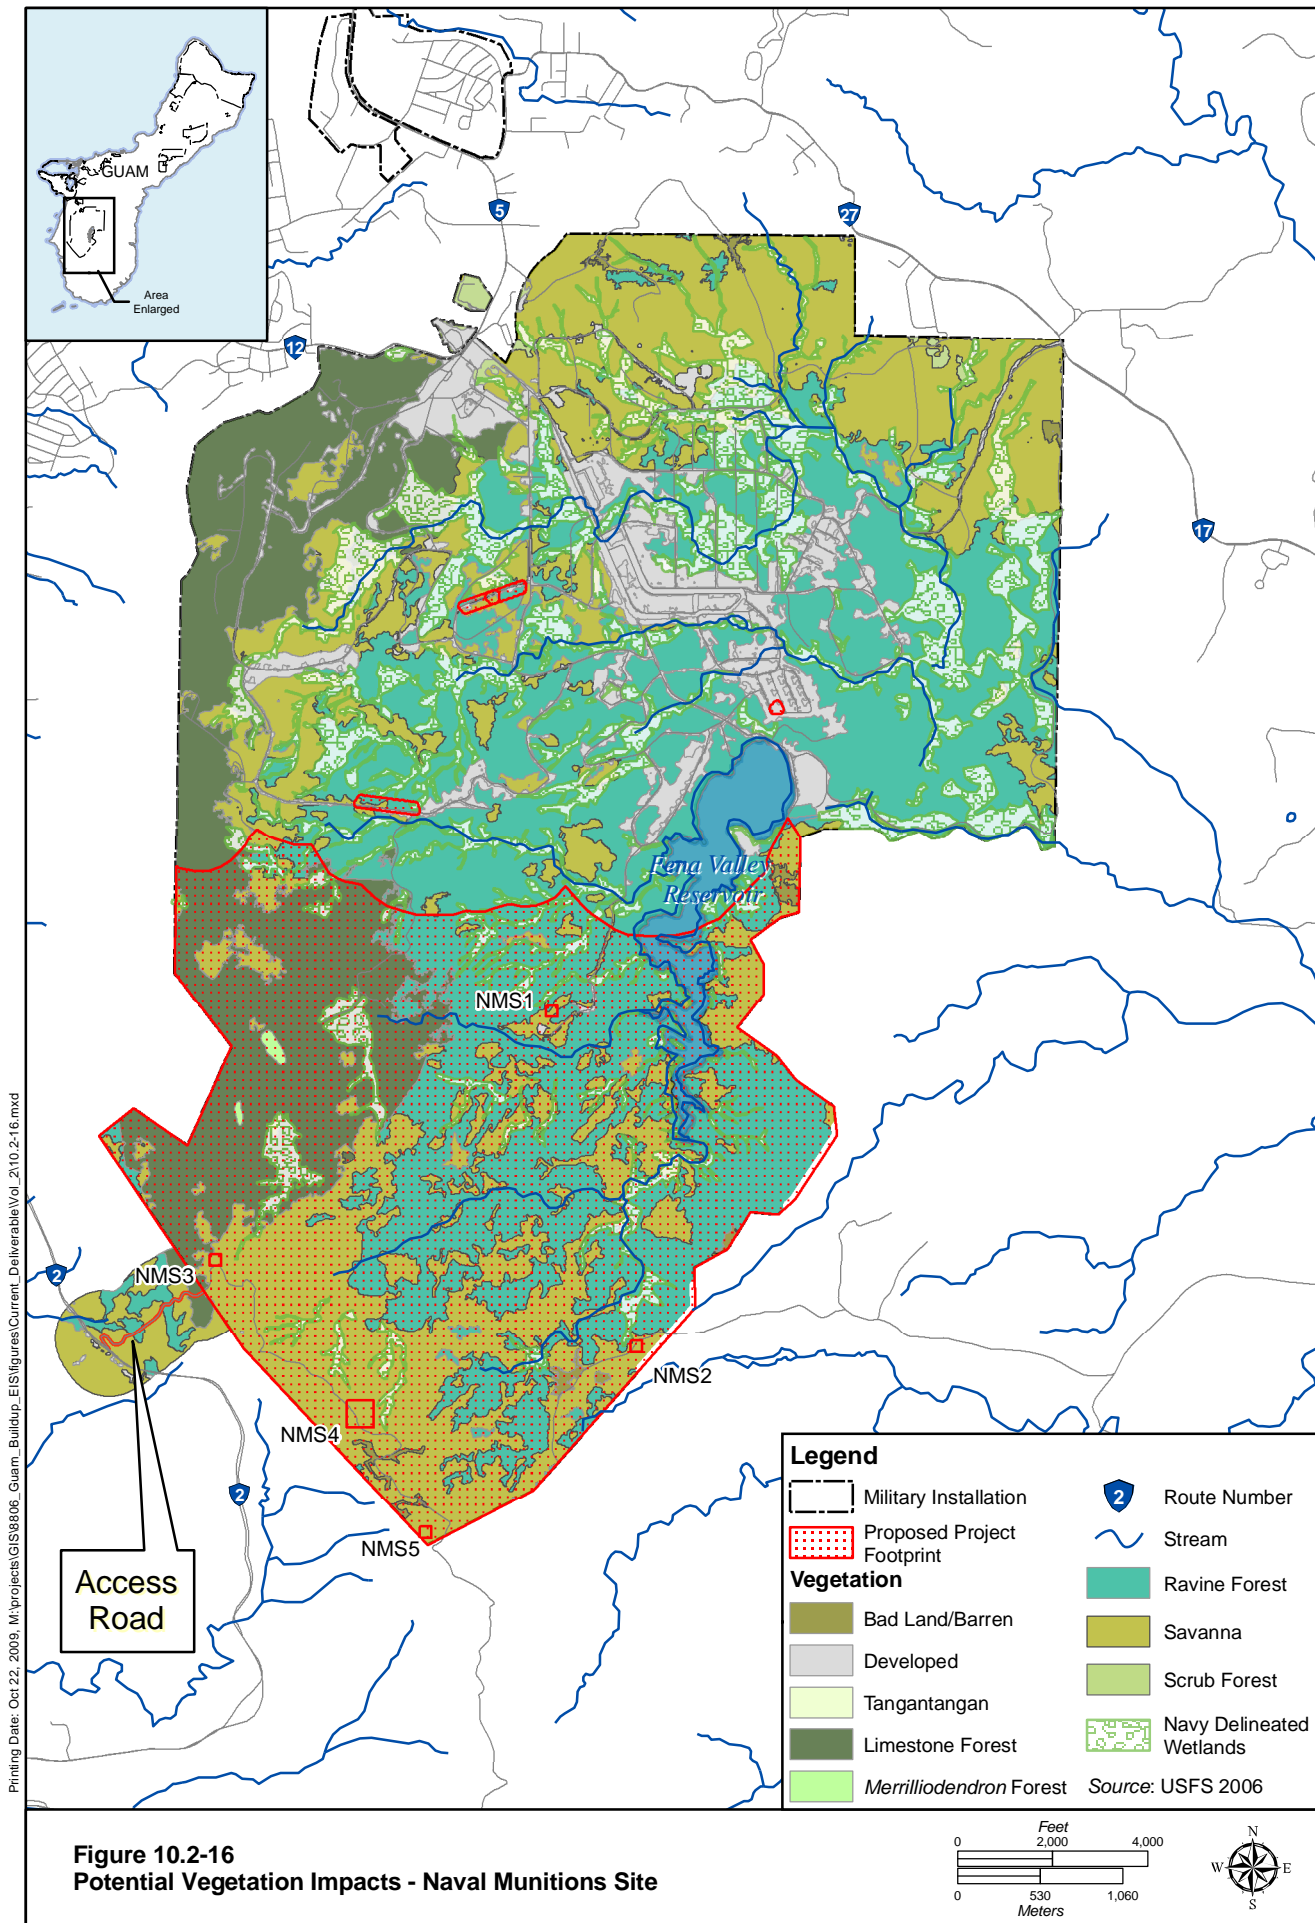 GUAM
Area
Enlarged
5
27
12
17
Fena Valley
Reservoir
NMS1
NMS3
2
NMS2
NMS4
2
NMS5
Access
Road
Printing Date: Oct 22, 2009, M:\projects\GIS\8806_Guam_Buildup_EIS\figures\Current_Deliverable\Vol_2\10.2-16.mxd
Legend
Military Installation
Proposed Project
Footprint
Vegetation
Bad Land/Barren
Developed
Tangantangan
Limestone Forest
Merrilliodendron Forest
2
Route Number
Stream
Ravine Forest
Savanna
Scrub Forest
Navy Delineated
Wetlands
Source: USFS 2006
Figure 10.2-16
Potential Vegetation Impacts - Naval Munitions Site
Feet
0 2,000 4,000
0 530 1,060
Meters
N
W E
S